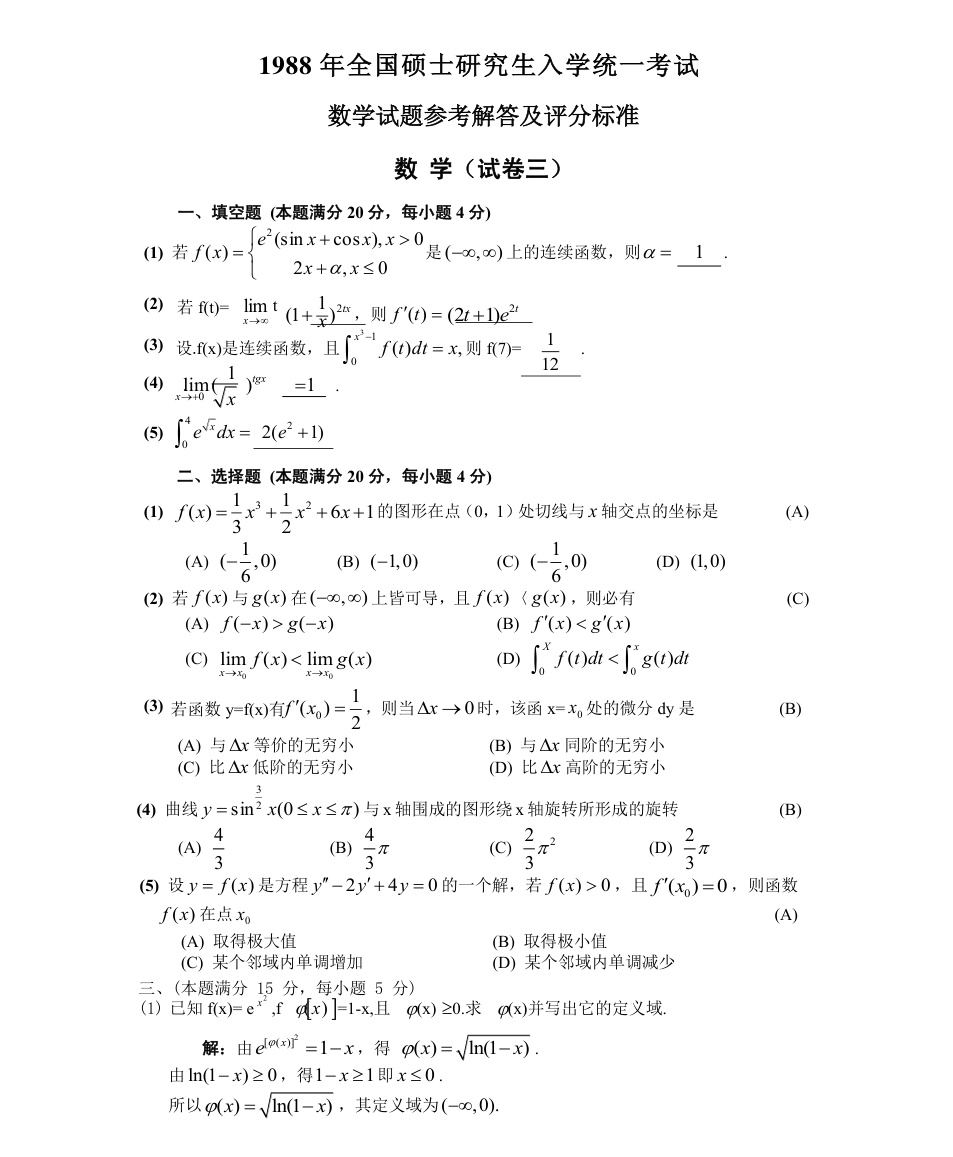 1988 年全国硕士研究生入学统一考试
数学试题参考解答及评分标准
数 学（试卷三）
一、填空题 (本题满分 20 分，每小题 4 分)
(1) 若 f(x) = { e²(sin x + cos x), x > 0 ; 2x + α, x ≤ 0 是 (−∞, ∞) 上的连续函数，则 α = 1 .
(2) 若 f(t)= lim_{x→∞} t (1 + 1/x)^{2tx}，则 f′(t) = (2t +1)e^{2t}
(3) 设.f(x)是连续函数，且 ∫_0^{x³−1} f(t)dt = x, 则 f(7)= 1/12 .
(4) lim_{x→+0} (1/√x)^{tgx} =1 .
(5) ∫_0^4 e^{√x} dx = 2(e² +1)
二、选择题 (本题满分 20 分，每小题 4 分)
(1) f(x) = 1/3 x³ + 1/2 x² + 6x +1 的图形在点（0，1）处切线与 x 轴交点的坐标是 (A)
(A) (−1/6, 0) (B) (−1, 0) (C) (−1/6, 0) (D) (1, 0)
(2) 若 f(x) 与 g(x) 在 (−∞, ∞) 上皆可导，且 f(x)〈 g(x)，则必有 (C)
(A) f(−x) > g(−x) (B) f′(x) < g′(x)
(C) lim_{x→x₀} f(x) < lim_{x→x₀} g(x) (D) ∫_0^X f(t)dt < ∫_0^x g(t)dt
(3) 若函数 y=f(x)有 f′(x₀) = 1/2，则当 Δx → 0 时，该函 x= x₀ 处的微分 dy 是 (B)
(A) 与 Δx 等价的无穷小 (B) 与 Δx 同阶的无穷小
(C) 比 Δx 低阶的无穷小 (D) 比 Δx 高阶的无穷小
(4) 曲线 y = sin^{3/2} x(0 ≤ x ≤ π) 与 x 轴围成的图形绕 x 轴旋转所形成的旋转 (B)
(A) 4/3 (B) 4/3 π (C) 2/3 π² (D) 2/3 π
(5) 设 y = f(x) 是方程 y″ − 2y′ + 4y = 0 的一个解，若 f(x) > 0，且 f′(x₀) = 0，则函数
f(x) 在点 x₀ (A)
(A) 取得极大值 (B) 取得极小值
(C) 某个邻域内单调增加 (D) 某个邻域内单调减少
三、(本题满分 15 分，每小题 5 分)
(1) 已知 f(x)= e^{x²} ,f [φ(x)]=1-x,且 φ(x) ≥0.求 φ(x)并写出它的定义域.
解：由 e^{[φ(x)]²} = 1 − x，得 φ(x) = √ln(1 − x) .
由 ln(1 − x) ≥ 0，得 1 − x ≥ 1 即 x ≤ 0 .
所以 φ(x) = √ln(1 − x)，其定义域为 (−∞, 0).